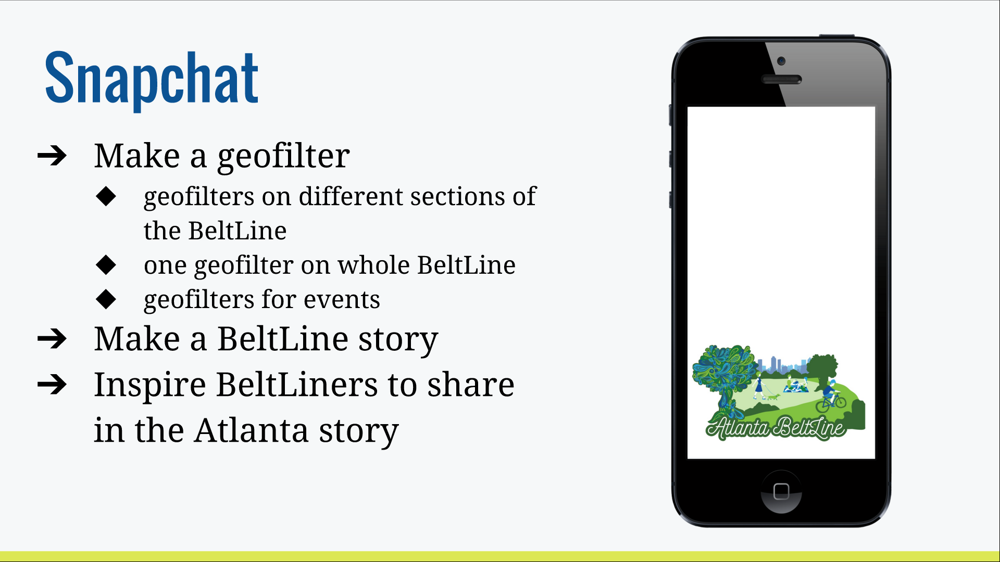 Snapchat
➔ Make a geofilter
◆ geofilters on different sections of
the BeltLine
◆ one geofilter on whole BeltLine
◆ geofilters for events
➔ Make a BeltLine story
➔ Inspire BeltLiners to share
in the Atlanta story
Atlanta BeltLine